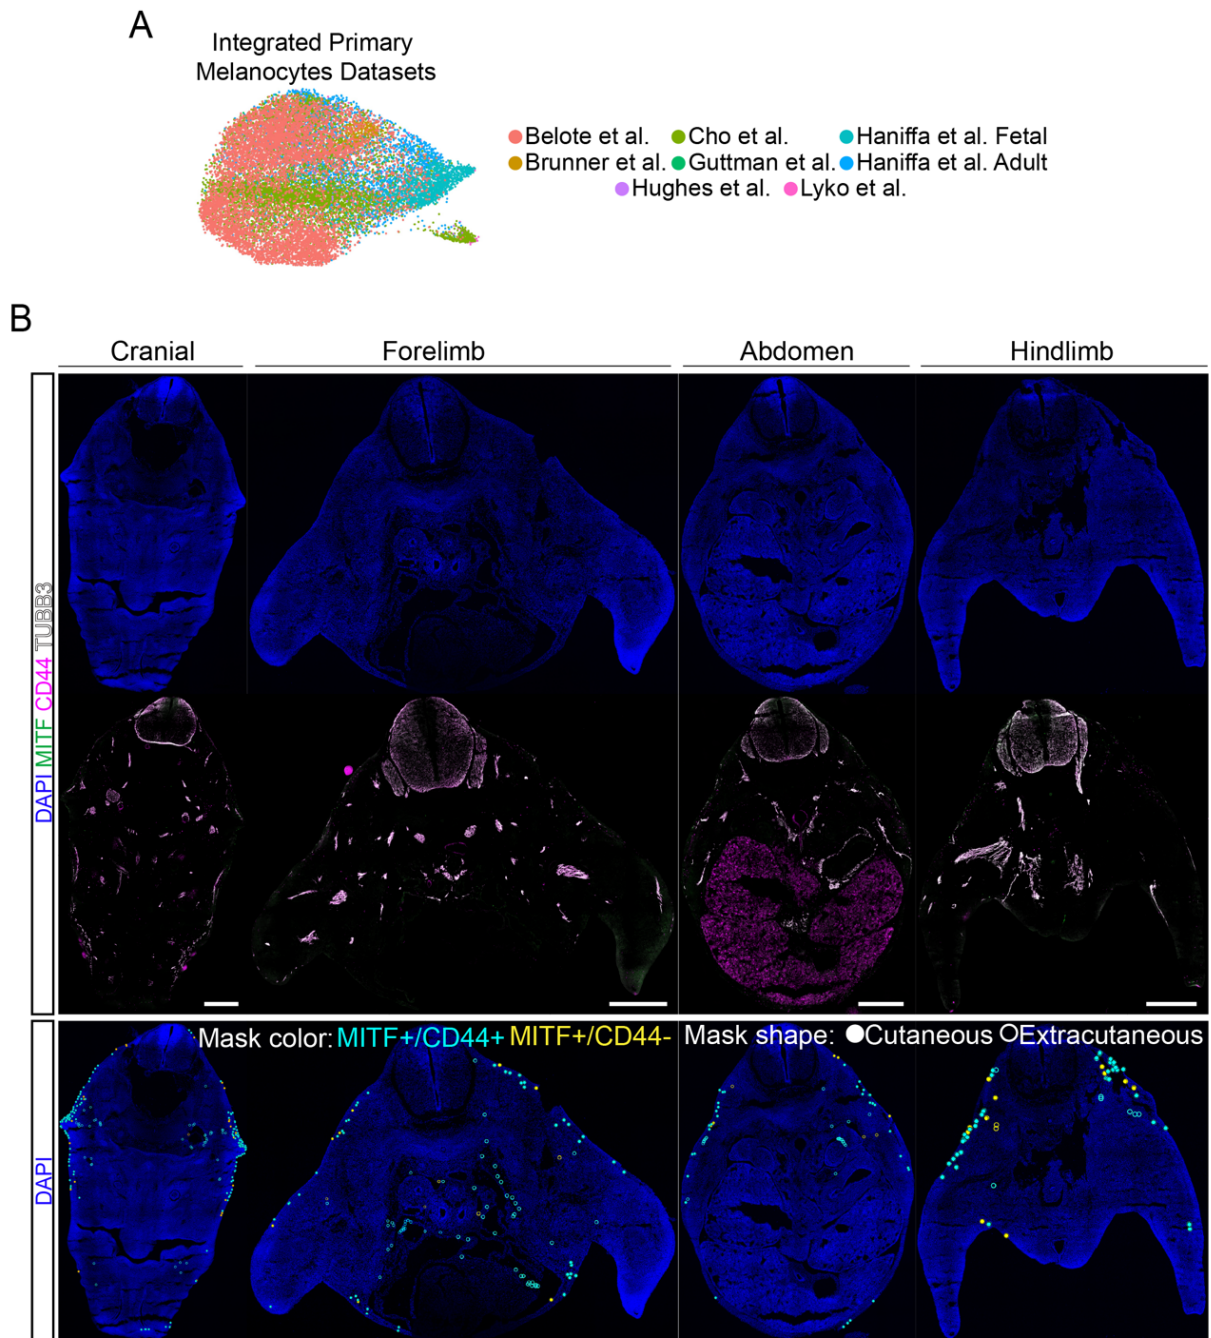 A
Integrated Primary
Melanocytes Datasets
Belote et al. Cho et al. Haniffa et al. Fetal
Brunner et al. Guttman et al. Haniffa et al. Adult
Hughes et al. Lyko et al.
B
Cranial Forelimb Abdomen Hindlimb
DAPI MITF CD44 TUBB3
Mask color: MITF+/CD44+ MITF+/CD44- Mask shape: Cutaneous Extracutaneous
DAPI